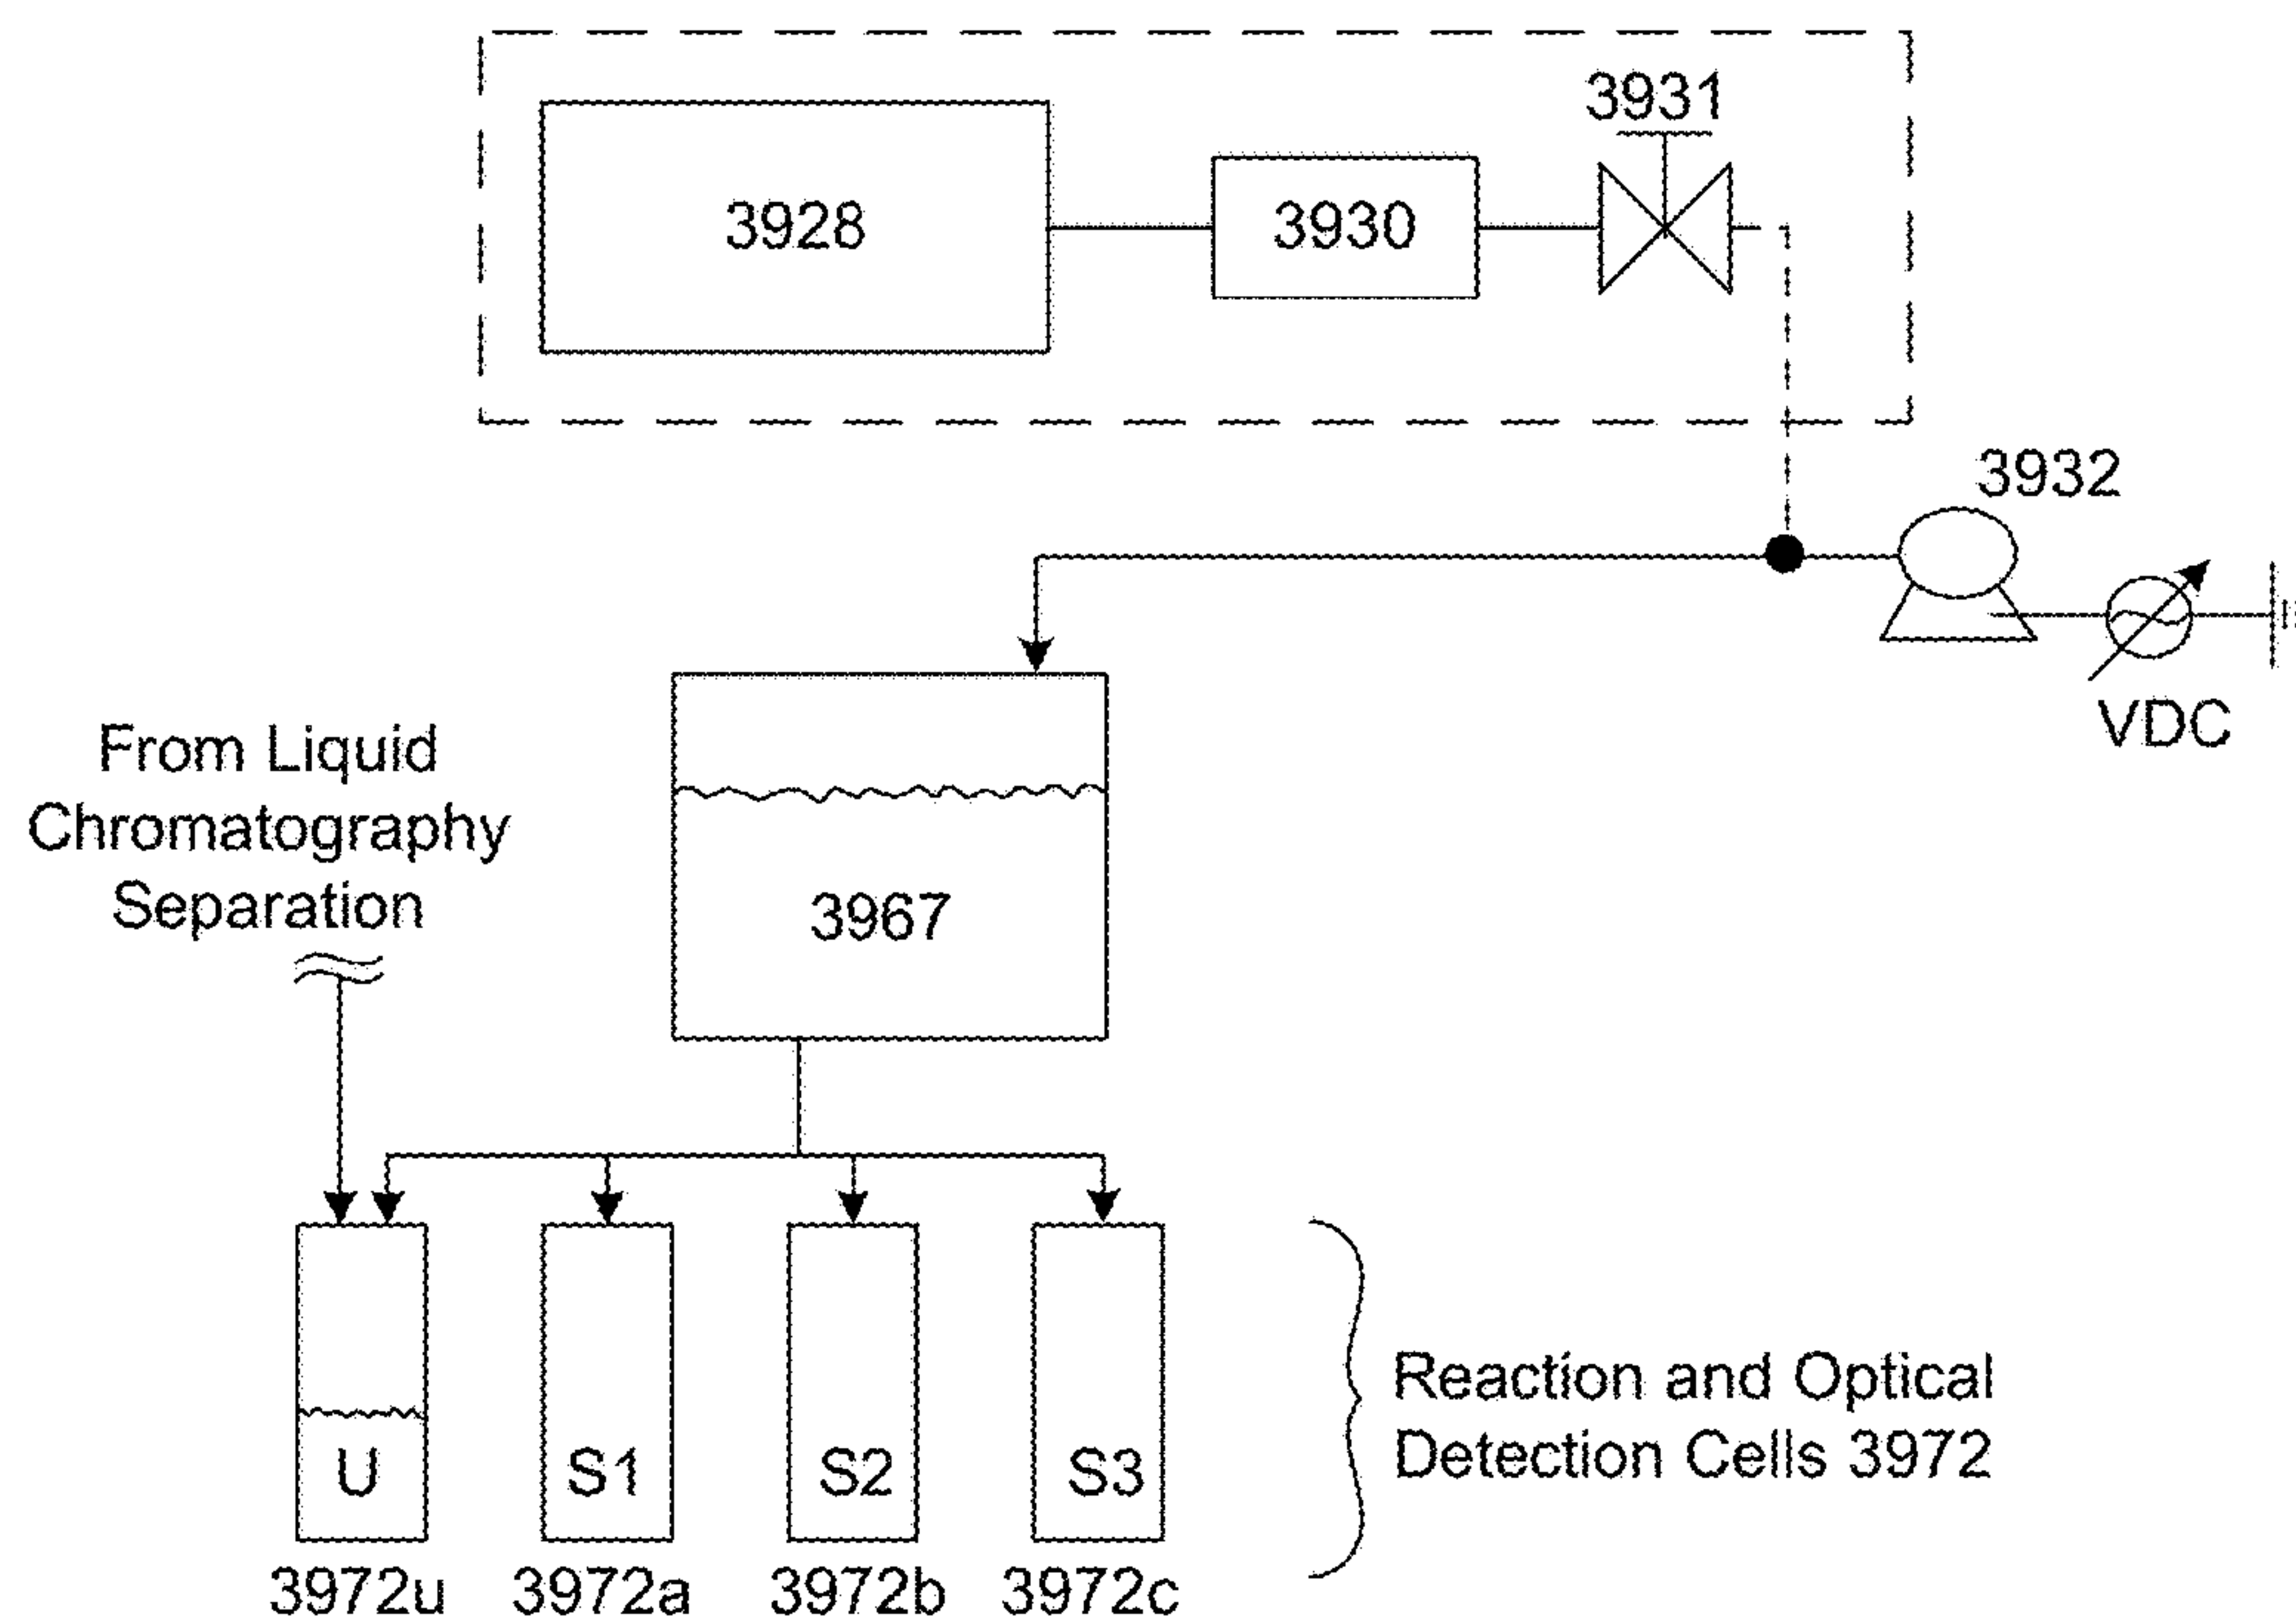 3931
3928
3930
3932
VDC
From Liquid
Chromatography
Separation
3967
U
S1
S2
S3
Reaction and Optical
Detection Cells 3972
3972u
3972a
3972b
3972c